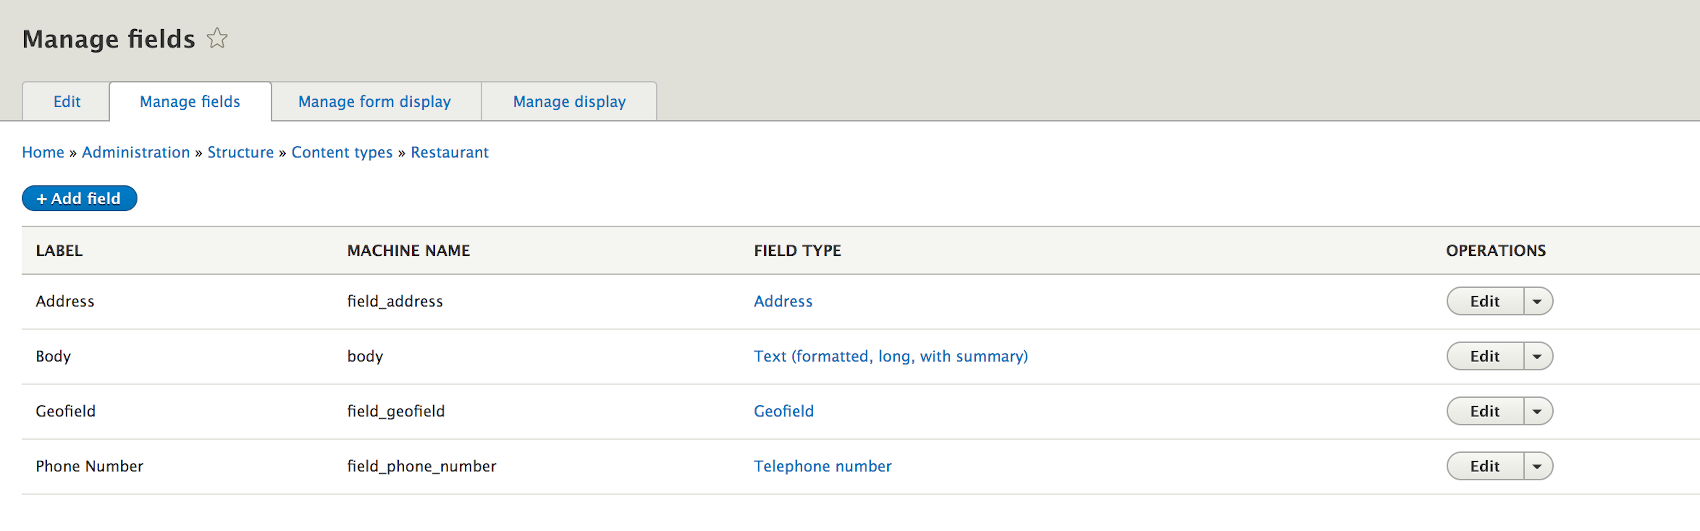 Manage fields
Edit Manage fields Manage form display Manage display
Home » Administration » Structure » Content types » Restaurant
+ Add field
LABEL MACHINE NAME FIELD TYPE OPERATIONS
Address field_address Address Edit
Body body Text (formatted, long, with summary) Edit
Geofield field_geofield Geofield Edit
Phone Number field_phone_number Telephone number Edit